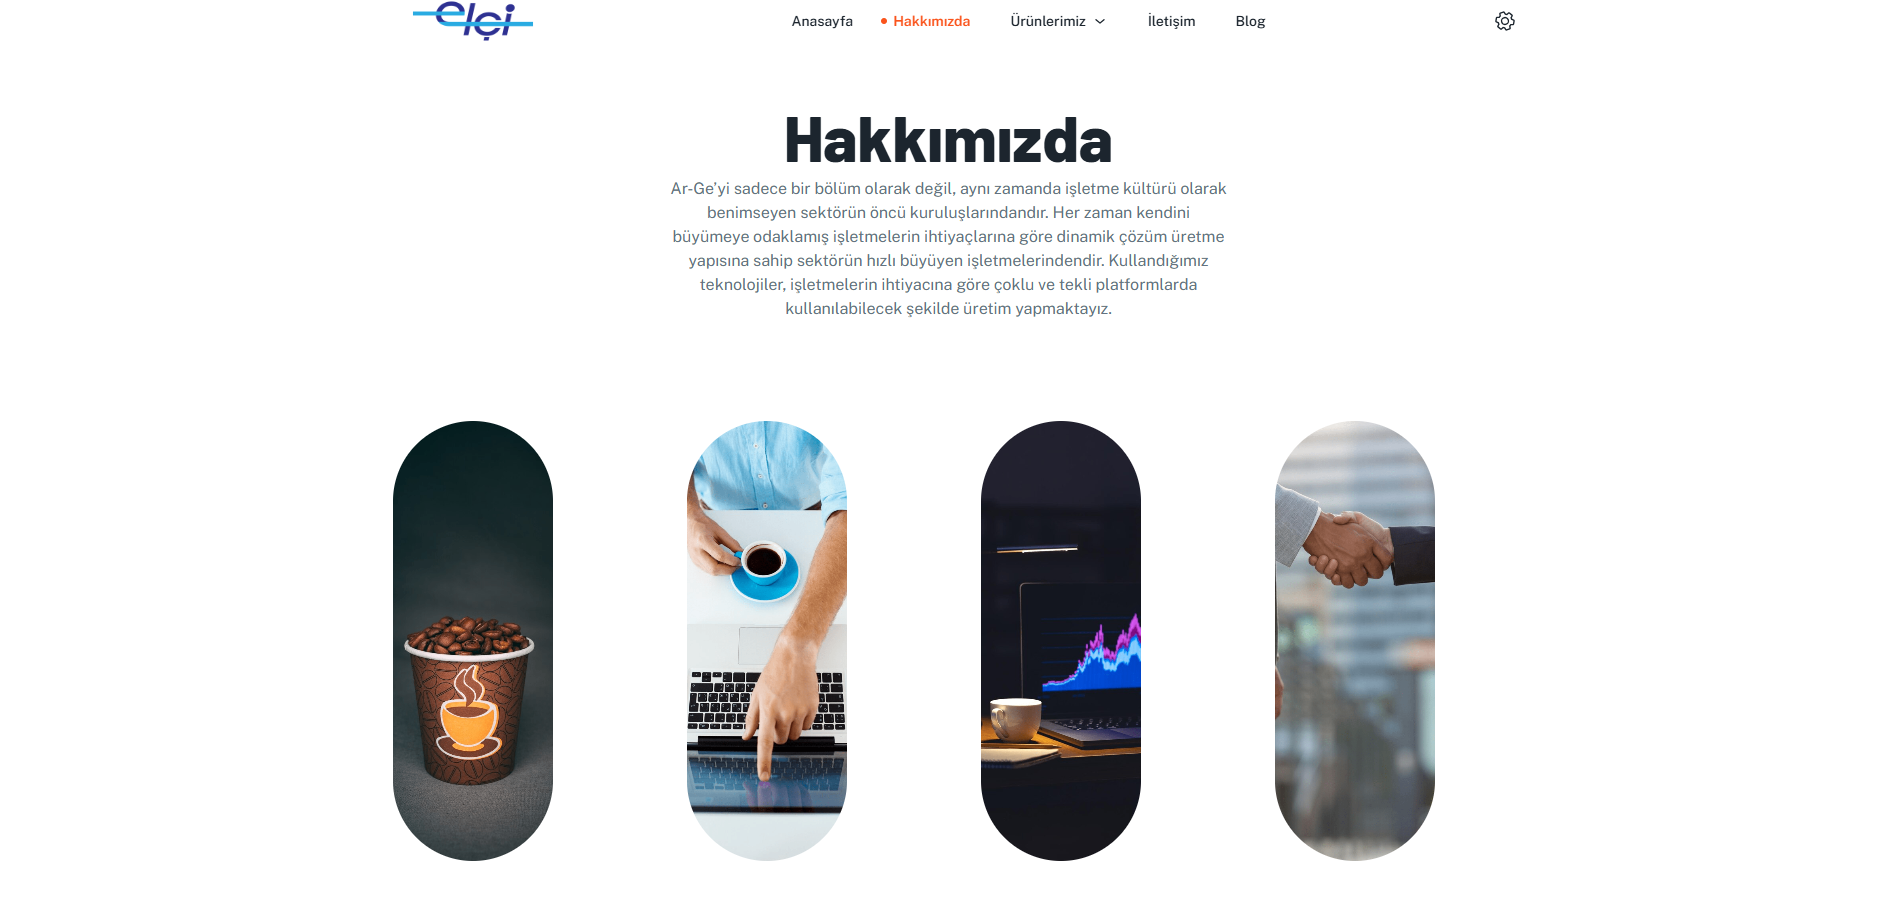 elçi
Anasayfa
Hakkımızda
Ürünlerimiz
İletişim
Blog
Hakkımızda
Ar-Ge'yi sadece bir bölüm olarak değil, aynı zamanda işletme kültürü olarak
benimseyen sektörün öncü kuruluşlarındandır. Her zaman kendini
büyümeye odaklamış işletmelerin ihtiyaçlarına göre dinamik çözüm üretme
yapısına sahip sektörün hızlı büyüyen işletmelerindendir. Kullandığımız
teknolojiler, işletmelerin ihtiyacına göre çoklu ve tekli platformlarda
kullanılabilecek şekilde üretim yapmaktayız.